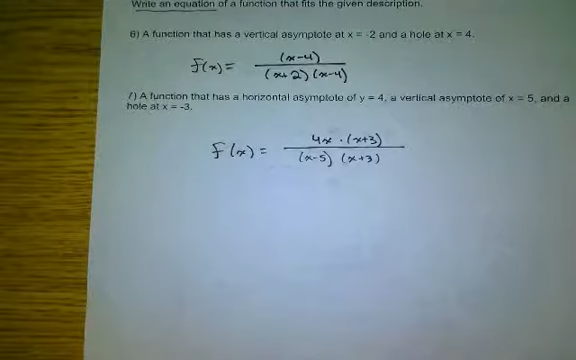 Write an equation of a function that fits the given description.
6) A function that has a vertical asymptote at x = -2 and a hole at x = 4.
f(x) = (x-4) / (x+2)(x-4)
7) A function that has a horizontal asymptote of y = 4, a vertical asymptote of x = 5, and a
hole at x = -3.
f(x) = 4x · (x+3) / (x-5) (x+3)